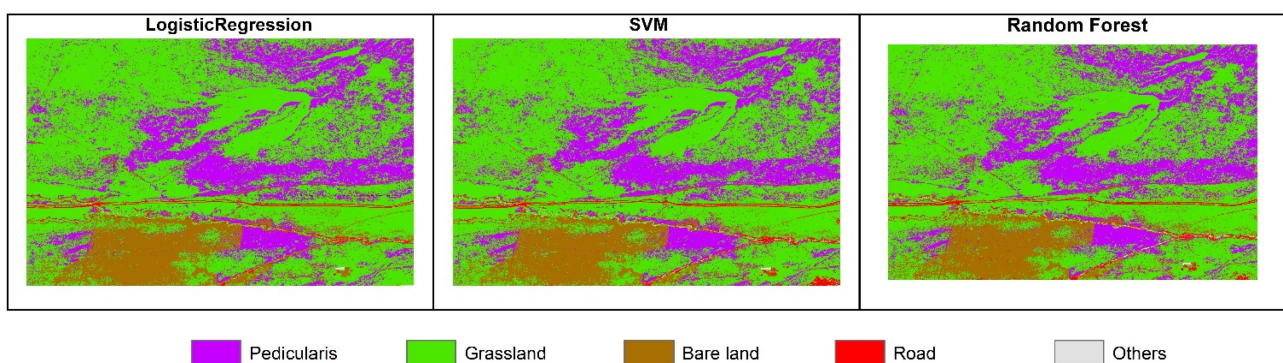 LogisticRegression
SVM
Random Forest
Pedicularis
Grassland
Bare land
Road
Others